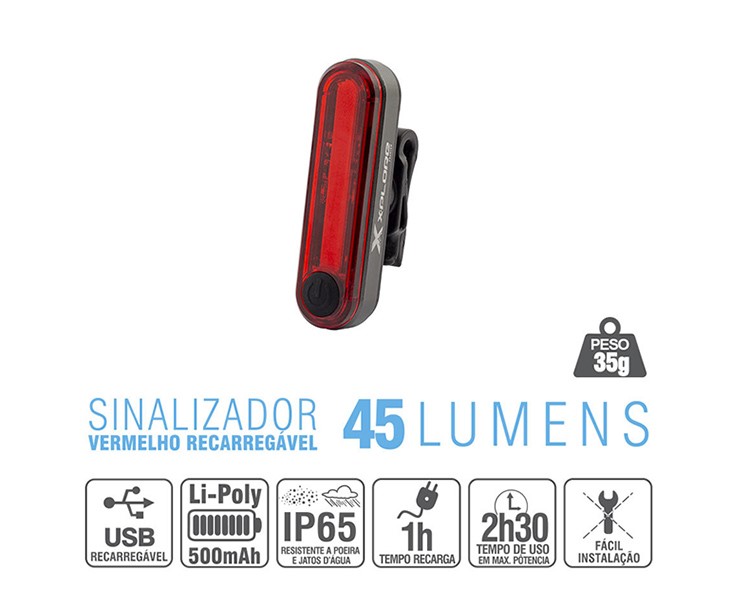 XPLORE
PESO
35g
SINALIZADOR
VERMELHO RECARREGÁVEL
45 LUMENS
USB
RECARREGÁVEL
Li-Poly
500mAh
IP65
RESISTENTE A POEIRA
E JATOS D'ÁGUA
1h
TEMPO RECARGA
2h30
TEMPO DE USO
EM MAX. POTÊNCIA
FÁCIL
INSTALAÇÃO